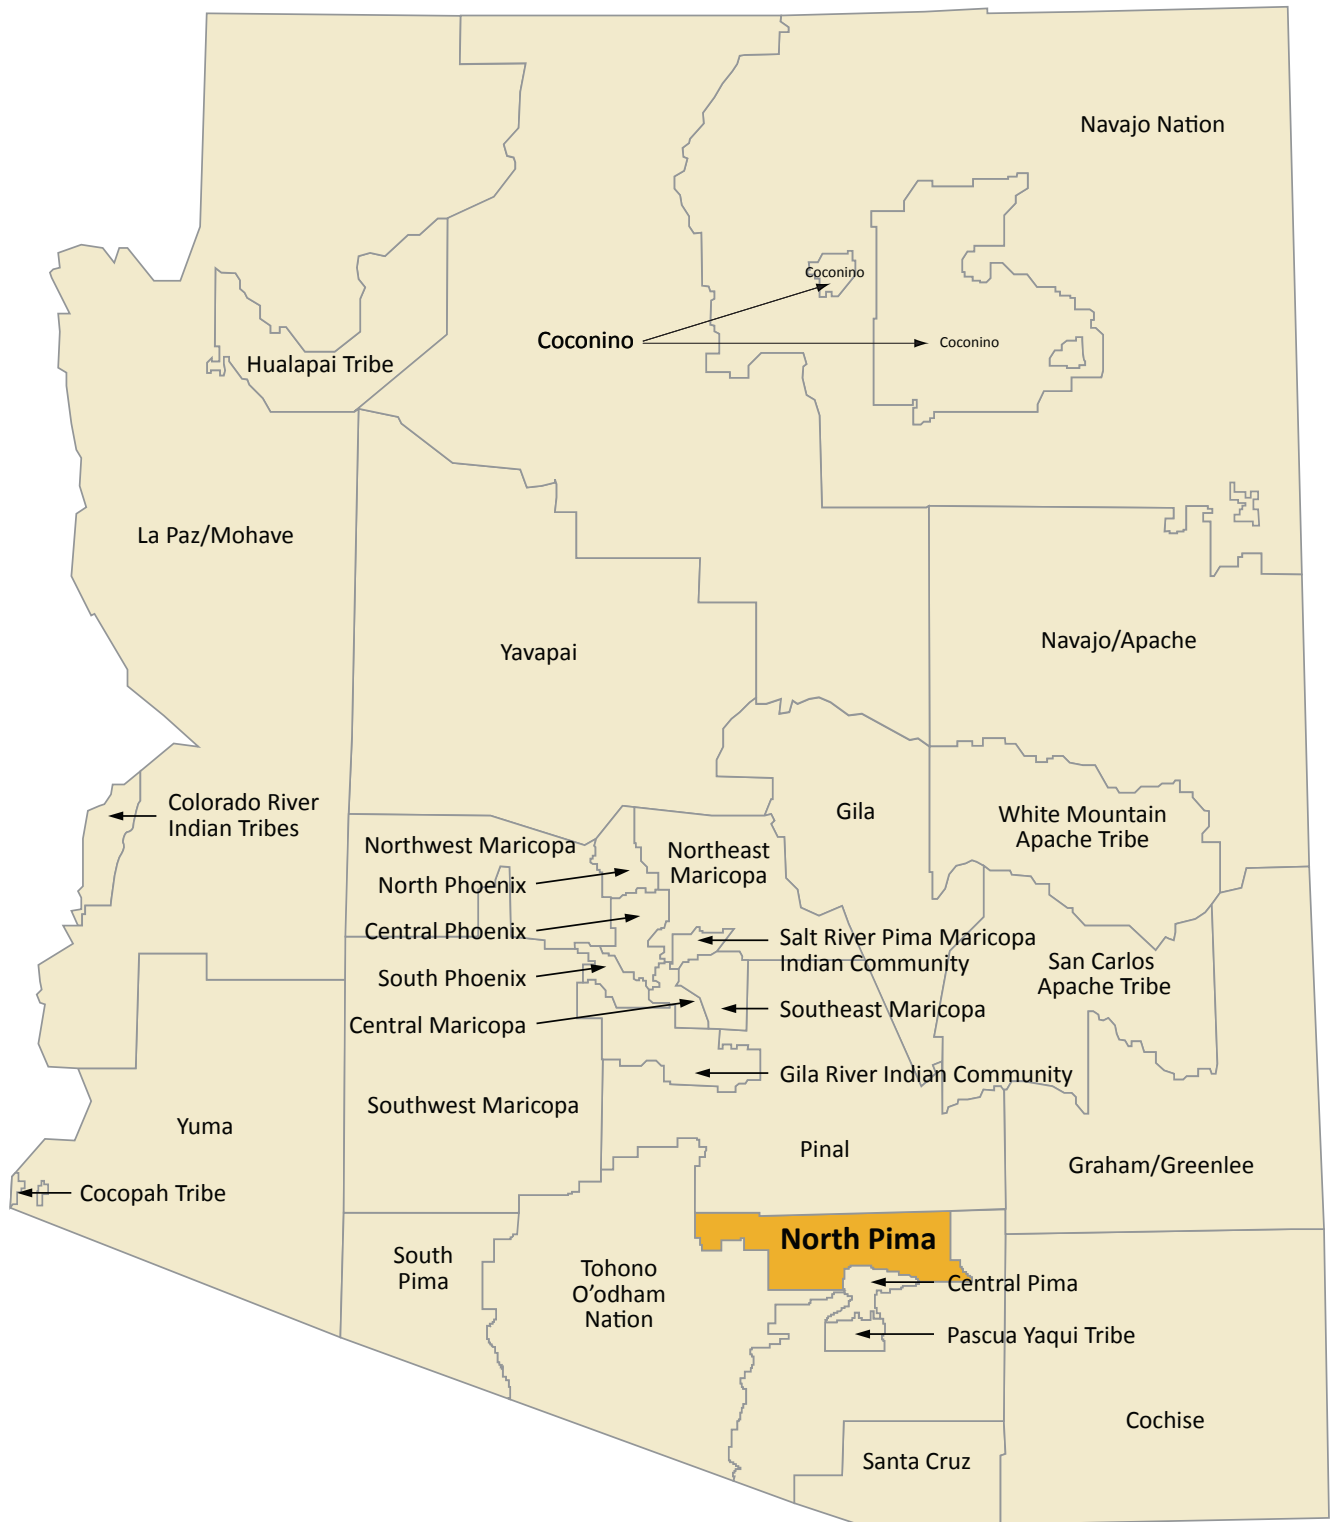 Navajo Nation
Coconino
Coconino
Coconino
Hualapai Tribe
La Paz/Mohave
Yavapai
Navajo/Apache
Colorado River
Indian Tribes
Gila
White Mountain
Apache Tribe
Northwest Maricopa
Northeast
Maricopa
North Phoenix
Central Phoenix
Salt River Pima Maricopa
Indian Community
San Carlos
Apache Tribe
South Phoenix
Southeast Maricopa
Central Maricopa
Gila River Indian Community
Southwest Maricopa
Yuma
Pinal
Graham/Greenlee
Cocopah Tribe
North Pima
South
Pima
Tohono
O'odham
Nation
Central Pima
Pascua Yaqui Tribe
Cochise
Santa Cruz